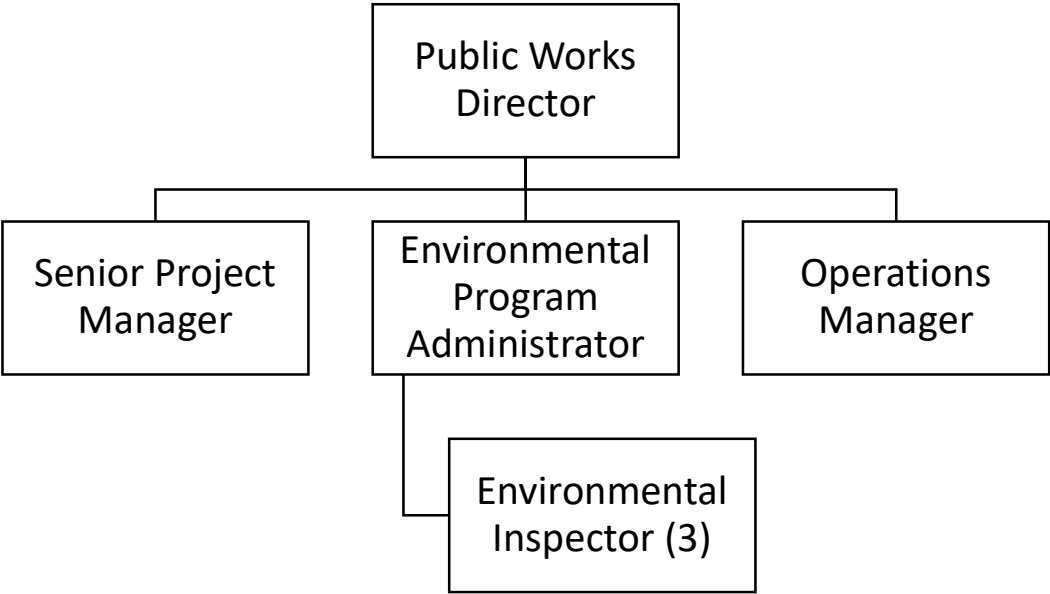 Public Works
Director
Senior Project
Manager
Environmental
Program
Administrator
Operations
Manager
Environmental
Inspector (3)